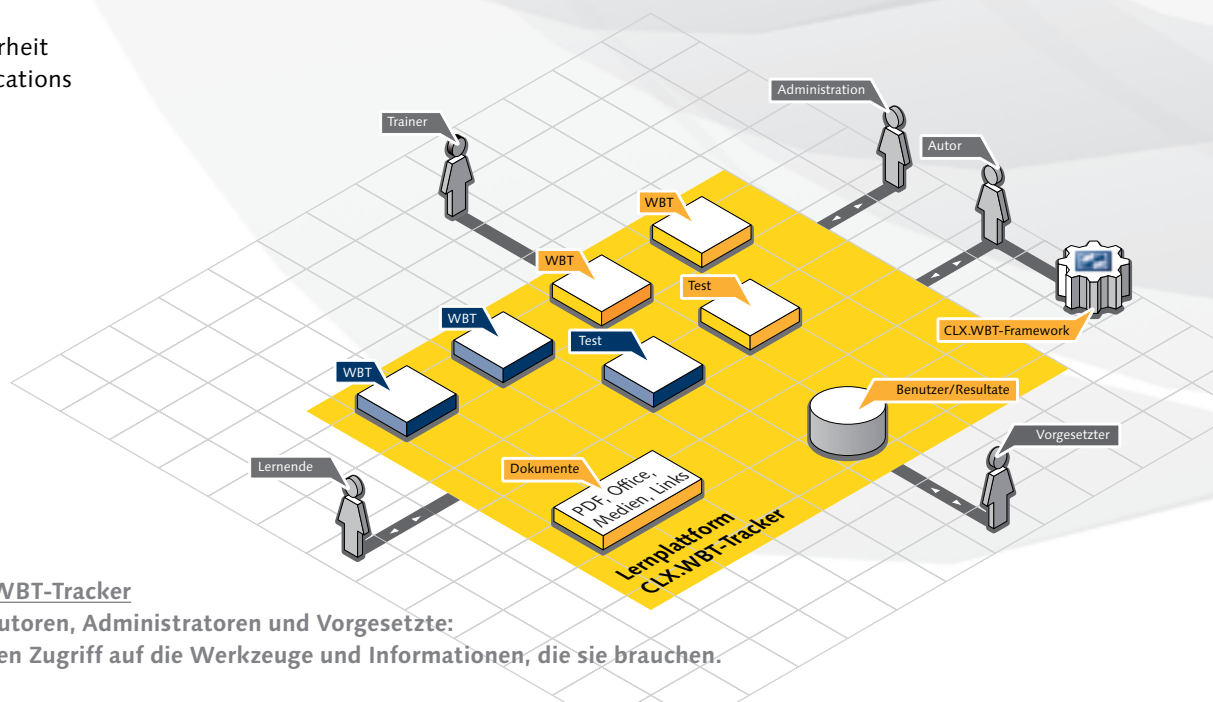 rheit
cations
Administration
Trainer
Autor
WBT
WBT
Test
WBT
Test
CLX.WBT-Framework
WBT
Benutzer/Resultate
Vorgesetzter
Lernende
Dokumente
PDF, Office,
Medien, Links
Lernplattform
CLX.WBT-Tracker
WBT-Tracker
utoren, Administratoren und Vorgesetzte:
en Zugriff auf die Werkzeuge und Informationen, die sie brauchen.